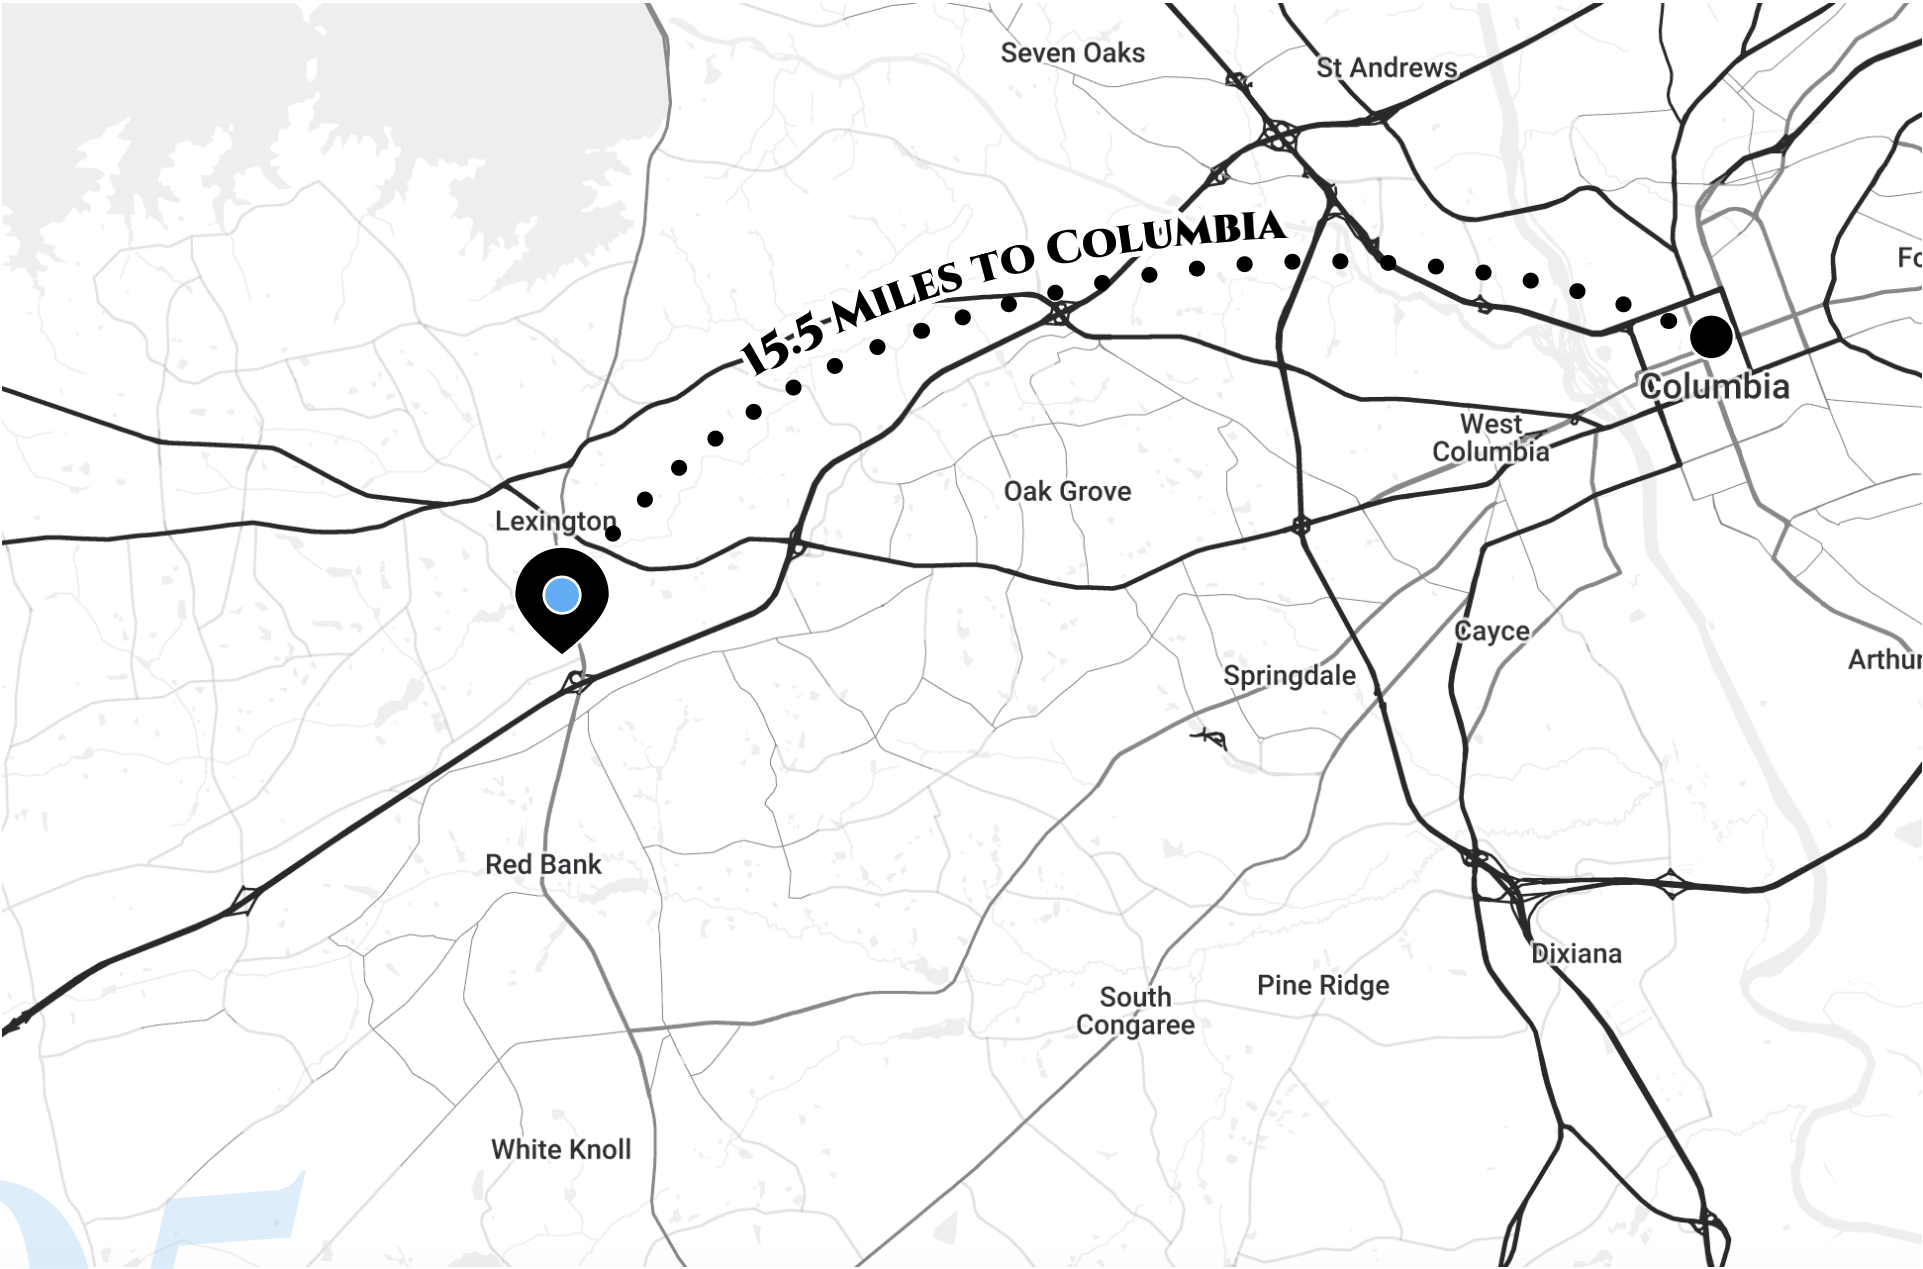 Seven Oaks
St Andrews
15.5 Miles to Columbia
Columbia
West
Columbia
Oak Grove
Lexington
Cayce
Springdale
Red Bank
Dixiana
Pine Ridge
South
Congaree
White Knoll